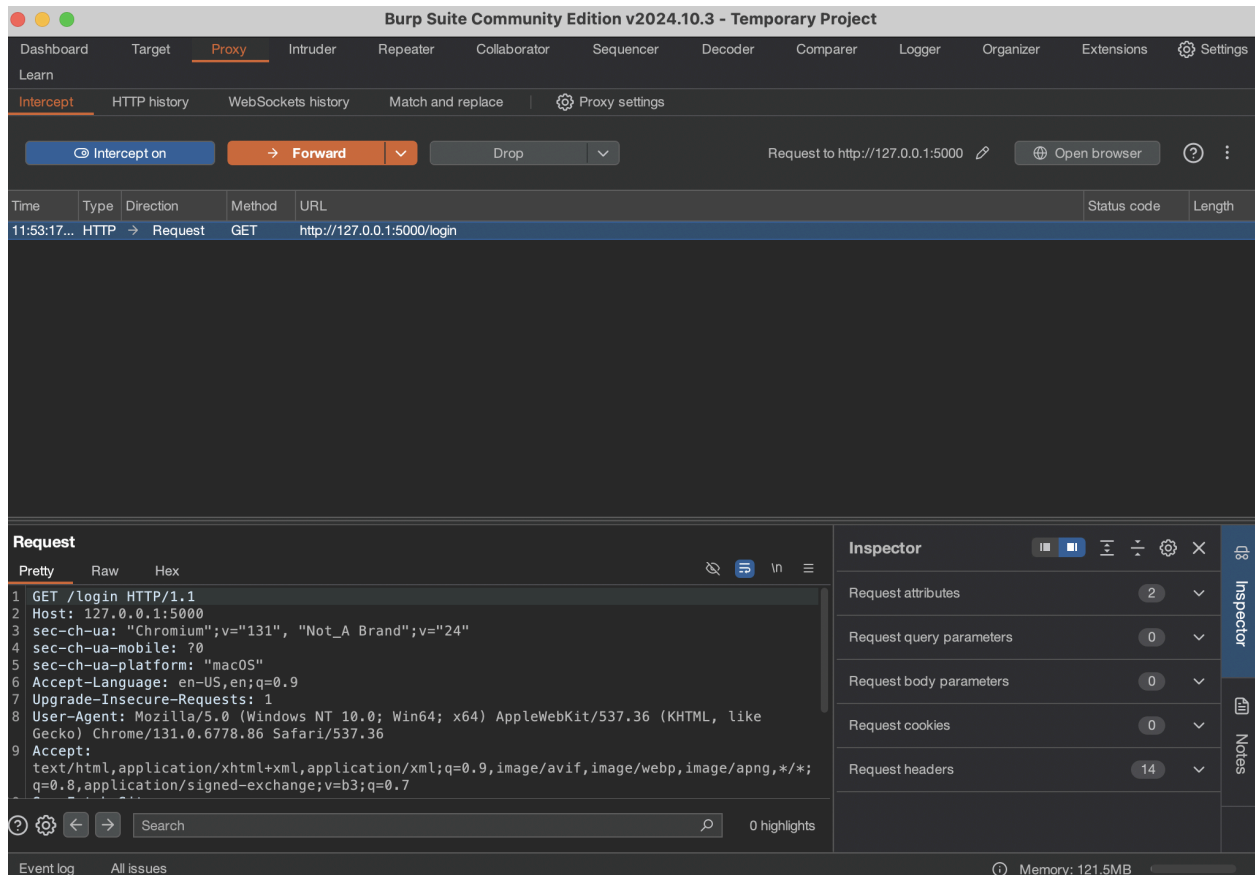 Burp Suite Community Edition v2024.10.3 - Temporary Project
Dashboard Target Proxy Intruder Repeater Collaborator Sequencer Decoder Comparer Logger Organizer Extensions Settings
Learn
Intercept HTTP history WebSockets history Match and replace Proxy settings
Intercept on Forward Drop Request to http://127.0.0.1:5000 Open browser
Time Type Direction Method URL Status code Length
11:53:17... HTTP → Request GET http://127.0.0.1:5000/login
Request
Pretty Raw Hex \n
1 GET /login HTTP/1.1
2 Host: 127.0.0.1:5000
3 sec-ch-ua: "Chromium";v="131", "Not_A Brand";v="24"
4 sec-ch-ua-mobile: ?0
5 sec-ch-ua-platform: "macOS"
6 Accept-Language: en-US,en;q=0.9
7 Upgrade-Insecure-Requests: 1
8 User-Agent: Mozilla/5.0 (Windows NT 10.0; Win64; x64) AppleWebKit/537.36 (KHTML, like
Gecko) Chrome/131.0.6778.86 Safari/537.36
9 Accept:
text/html,application/xhtml+xml,application/xml;q=0.9,image/avif,image/webp,image/apng,*/*;
q=0.8,application/signed-exchange;v=b3;q=0.7
Search 0 highlights
Inspector
Request attributes 2
Request query parameters 0
Request body parameters 0
Request cookies 0
Request headers 14
Inspector
Notes
Event log All issues Memory: 121.5MB